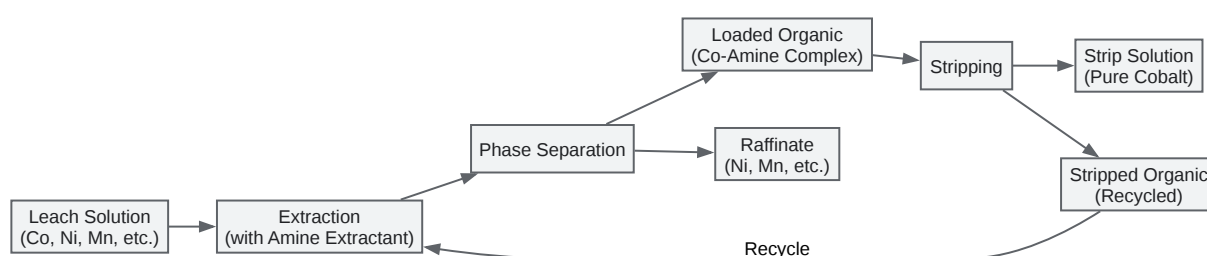 Leach Solution
(Co, Ni, Mn, etc.)
Extraction
(with Amine Extractant)
Phase Separation
Loaded Organic
(Co-Amine Complex)
Raffinate
(Ni, Mn, etc.)
Stripping
Strip Solution
(Pure Cobalt)
Stripped Organic
(Recycled)
Recycle